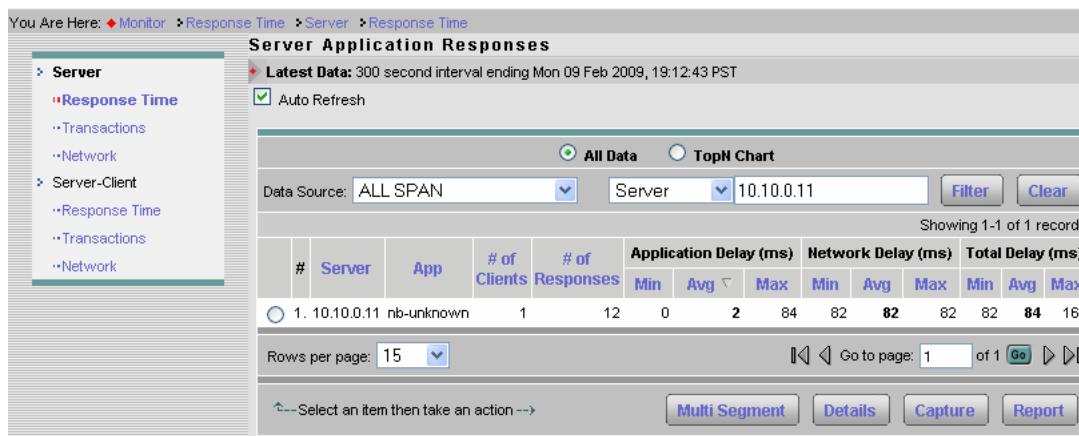 You Are Here: Monitor Response Time Server Response Time
Server Application Responses
Server
Response Time
Transactions
Network
Server-Client
Response Time
Transactions
Network
Latest Data: 300 second interval ending Mon 09 Feb 2009, 19:12:43 PST
Auto Refresh
All Data TopN Chart
Data Source: ALL SPAN Server 10.10.0.11 Filter Clear
Showing 1-1 of 1 record
# Server App # of Clients # of Responses Application Delay (ms) Network Delay (ms) Total Delay (ms)
Min Avg Max Min Avg Max Min Avg Max
1. 10.10.0.11 nb-unknown 1 12 0 2 84 82 82 82 82 84 16
Rows per page: 15 Go to page: 1 of 1 Go
Select an item then take an action --> Multi Segment Details Capture Report